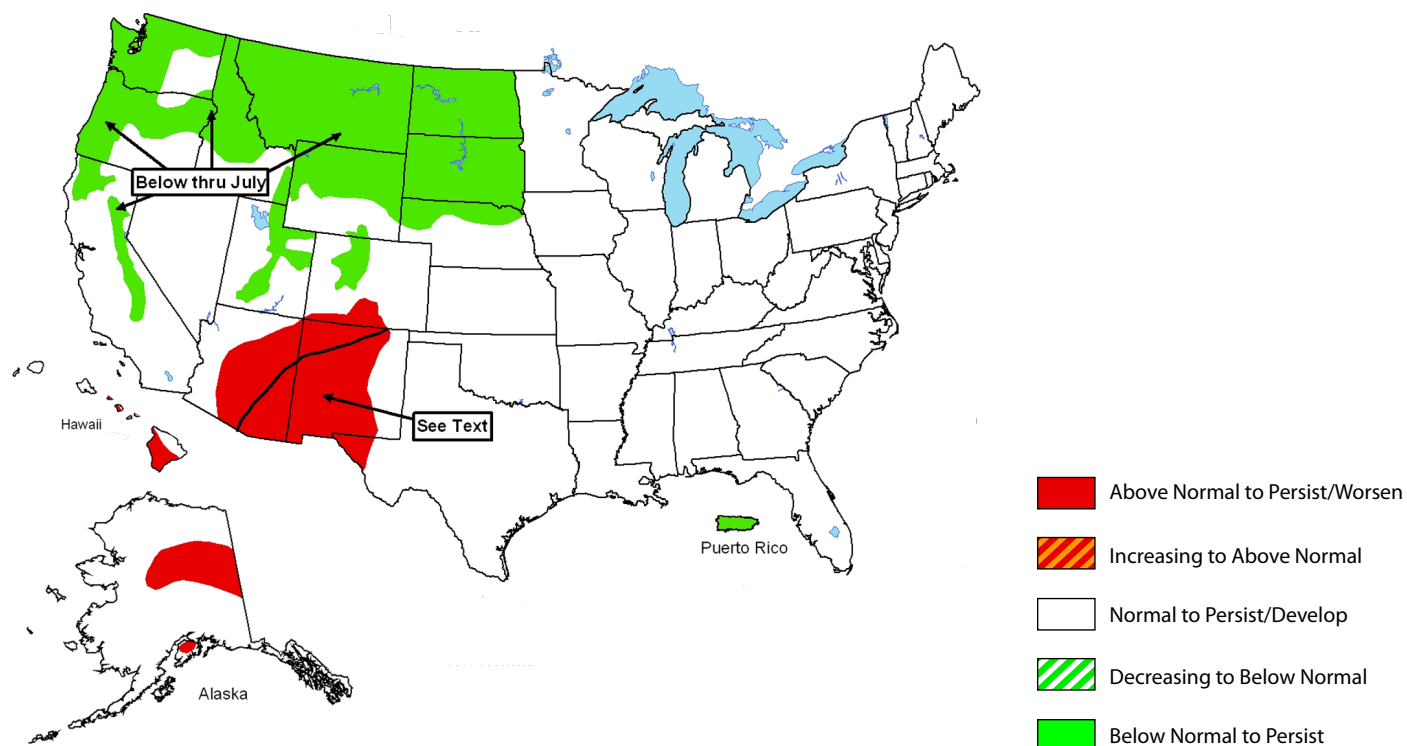 Below thru July
See Text
Hawaii
Alaska
Puerto Rico
Above Normal to Persist/Worsen
Increasing to Above Normal
Normal to Persist/Develop
Decreasing to Below Normal
Below Normal to Persist